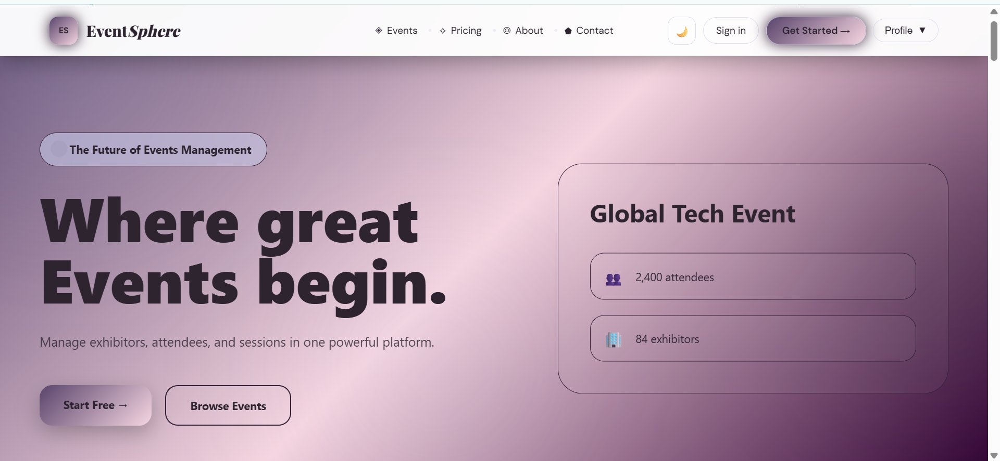 ES EventSphere
Events Pricing About Contact
Sign in Get Started → Profile ▼
The Future of Events Management
Where great
Events begin.
Manage exhibitors, attendees, and sessions in one powerful platform.
Start Free → Browse Events
Global Tech Event
2,400 attendees
84 exhibitors